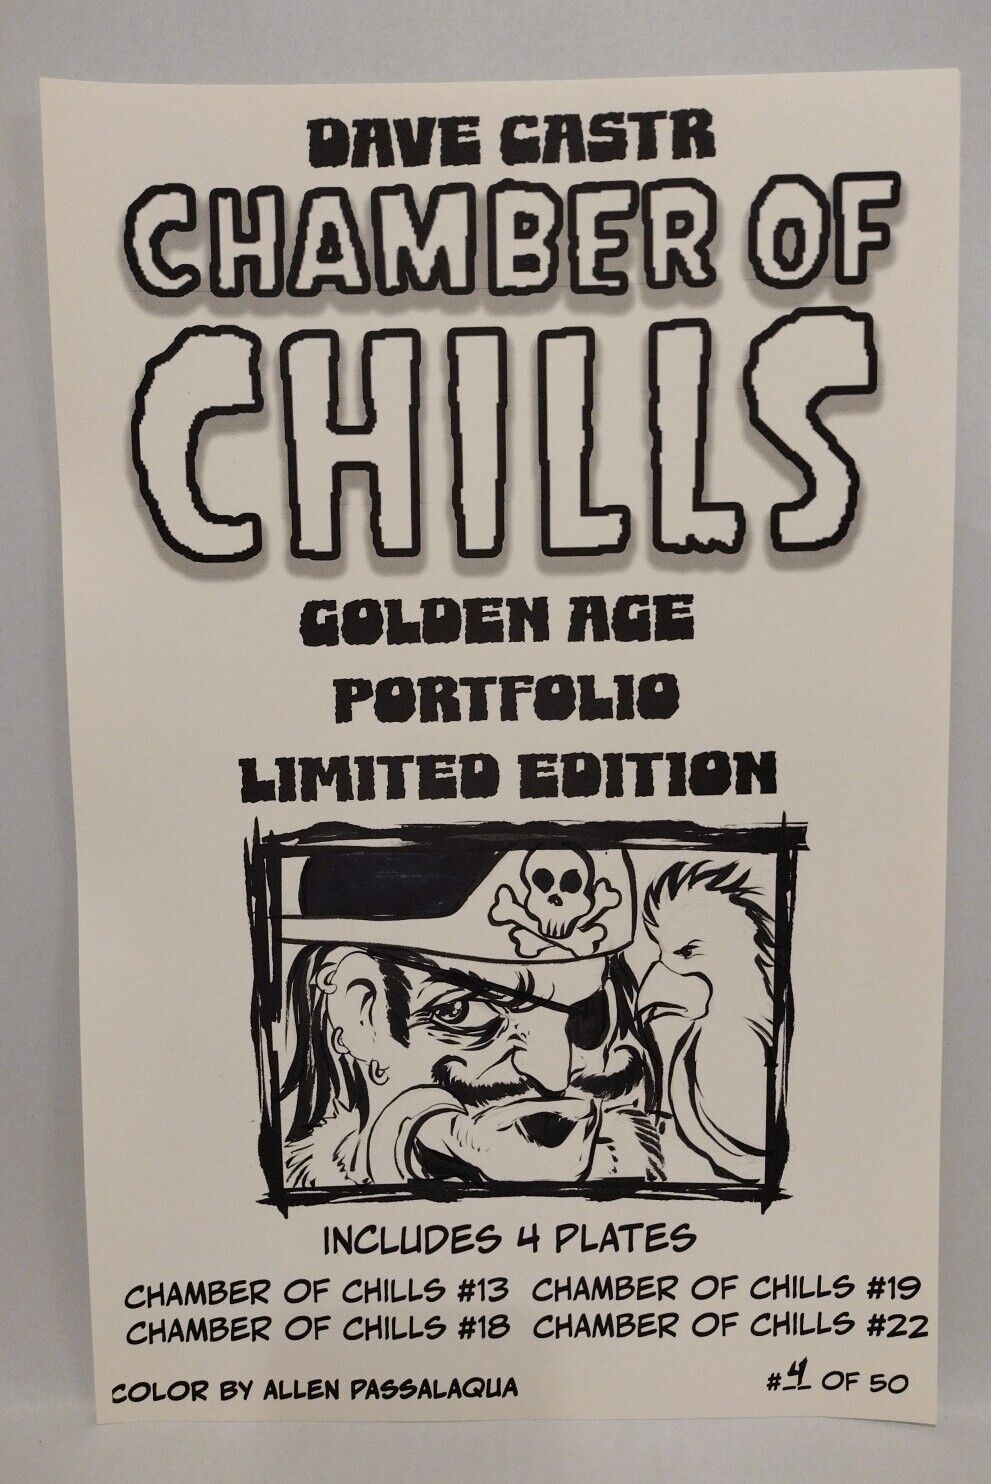 DAVE CASTR
CHAMBER OF
CHILLS
GOLDEN AGE
PORTFOLIO
LIMITED EDITION
INCLUDES 4 PLATES
CHAMBER OF CHILLS #13 CHAMBER OF CHILLS #19
CHAMBER OF CHILLS #18 CHAMBER OF CHILLS #22
COLOR BY ALLEN PASSALAQUA #4 OF 50